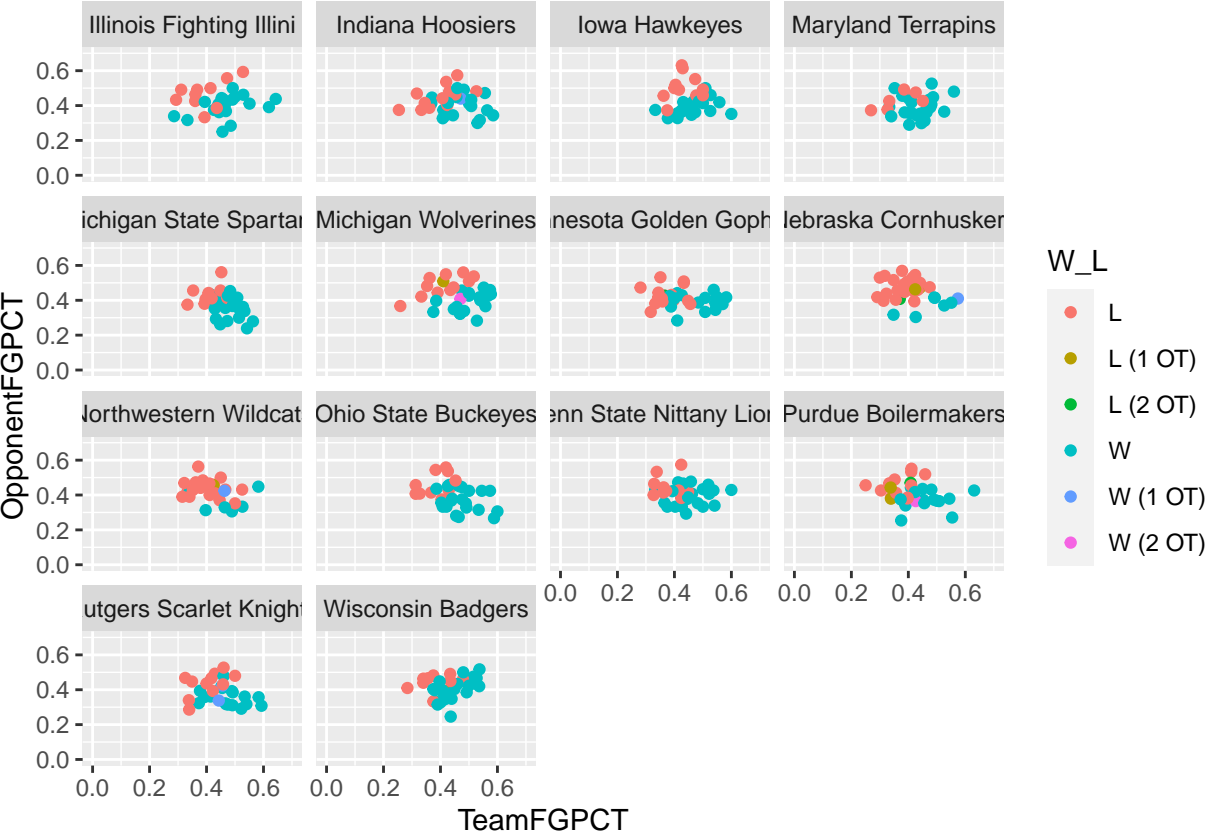 Illinois Fighting Illini
Indiana Hoosiers
Iowa Hawkeyes
Maryland Terrapins
0.6
0.4
0.2
0.0
ichigan State Spartan
Michigan Wolverines
nnesota Golden Goph
Nebraska Cornhusker
0.6
0.4
0.2
0.0
Northwestern Wildcat
Ohio State Buckeyes
enn State Nittany Lion
Purdue Boilermakers
0.6
0.4
0.2
0.0
0.0 0.2 0.4 0.6
0.0 0.2 0.4 0.6
utgers Scarlet Knight
Wisconsin Badgers
0.6
0.4
0.2
0.0
0.0 0.2 0.4 0.6
0.0 0.2 0.4 0.6
TeamFGPCT
OpponentFGPCT
W_L
L
L (1 OT)
L (2 OT)
W
W (1 OT)
W (2 OT)